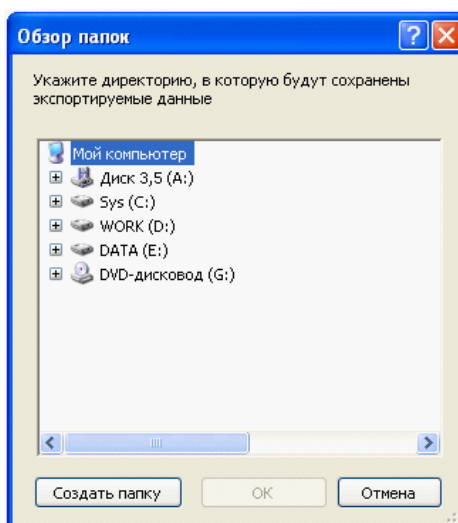 Обзор папок
Укажите директорию, в которую будут сохранены
экспортируемые данные
Мой компьютер
Диск 3,5 (A:)
Sys (C:)
WORK (D:)
DATA (E:)
DVD-дисковод (G:)
Создать папку
OK
Отмена